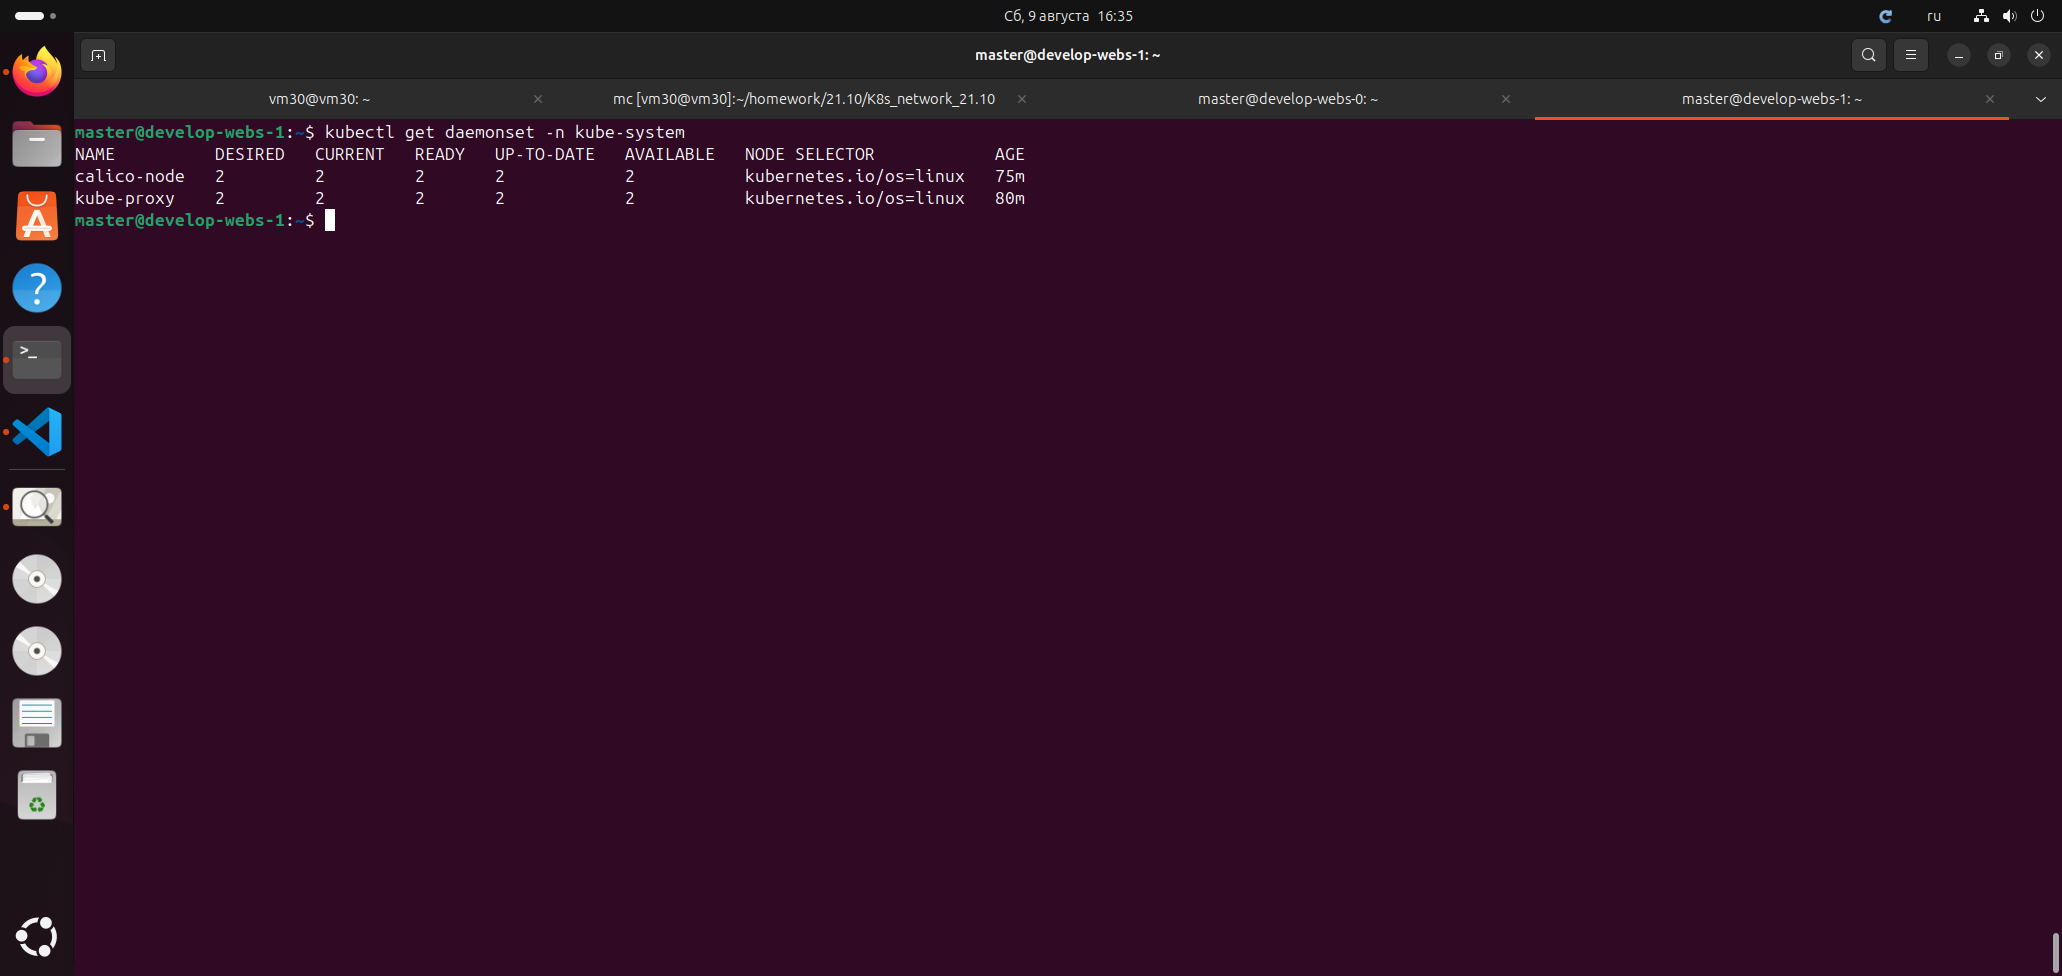 Сб, 9 августа 16:35
ru
master@develop-webs-1: ~
vm30@vm30: ~
mc [vm30@vm30]:~/homework/21.10/K8s_network_21.10
master@develop-webs-0: ~
master@develop-webs-1: ~
master@develop-webs-1:~$ kubectl get daemonset -n kube-system
NAME DESIRED CURRENT READY UP-TO-DATE AVAILABLE NODE SELECTOR AGE
calico-node 2 2 2 2 2 kubernetes.io/os=linux 75m
kube-proxy 2 2 2 2 2 kubernetes.io/os=linux 80m
master@develop-webs-1:~$